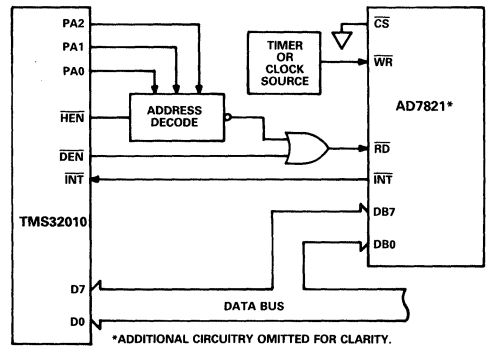 PA2
PA1
PA0
HEN
DEN
INT
TMS32010
D7
D0
ADDRESS
DECODE
TIMER
OR
CLOCK
SOURCE
CS
WR
AD7821*
RD
INT
DB7
DB0
DATA BUS
*ADDITIONAL CIRCUITRY OMITTED FOR CLARITY.